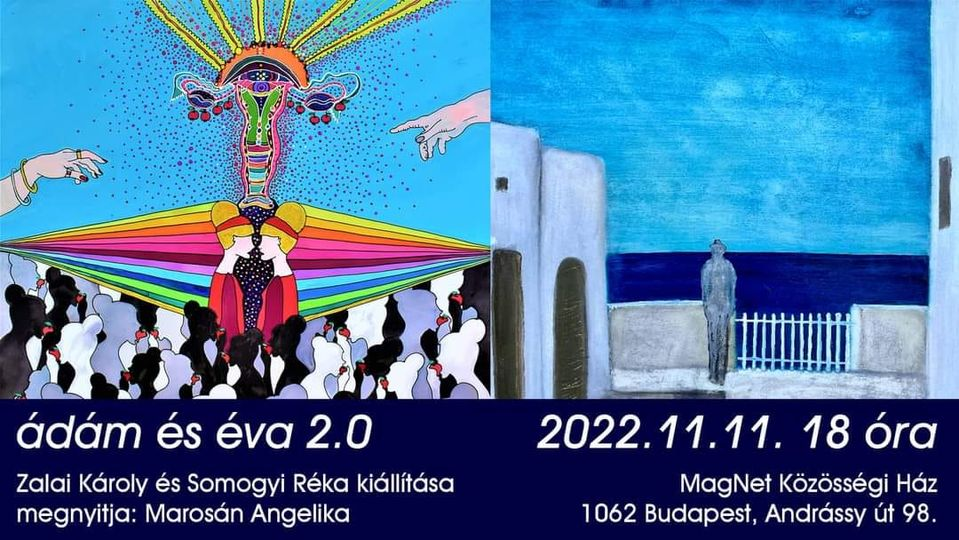 ádám és éva 2.0
Zalai Károly és Somogyi Réka kiállítása
megnyitja: Marosán Angelika
2022.11.11. 18 óra
MagNet Közösségi Ház
1062 Budapest, Andrássy út 98.